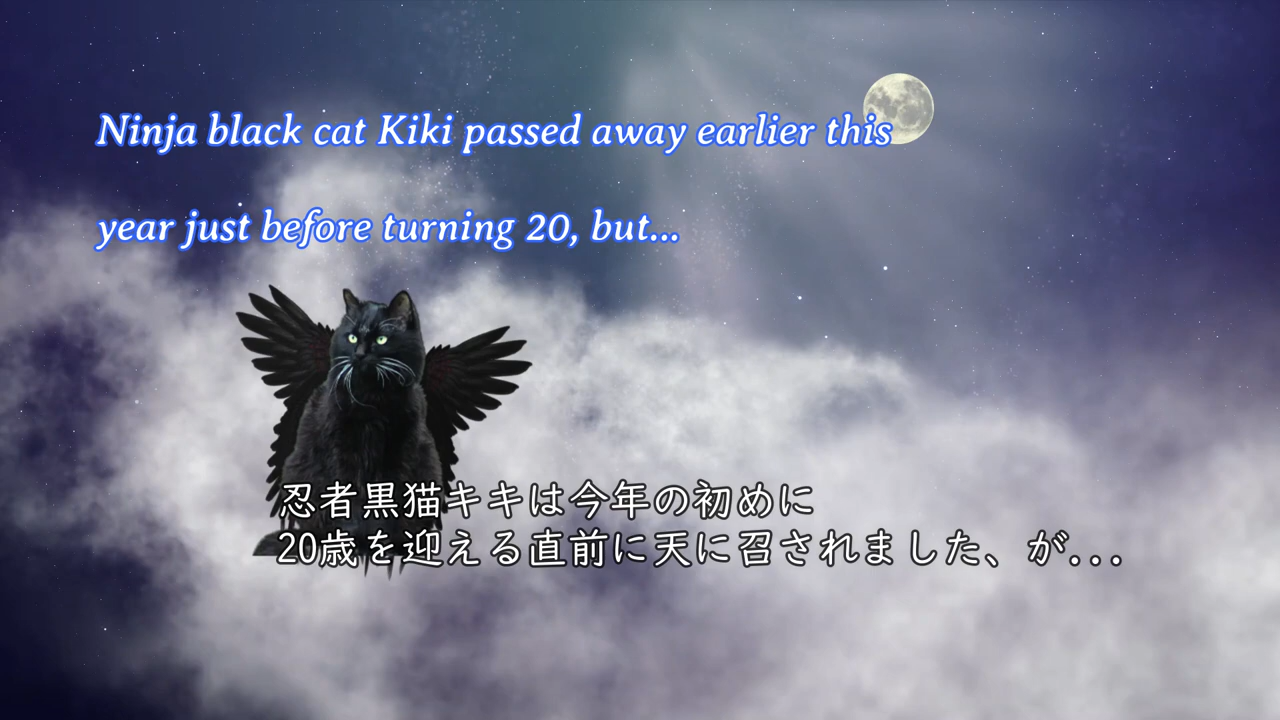 Ninja black cat Kiki passed away earlier this
year just before turning 20, but...
忍者黒猫キキは今年の初めに
20歳を迎える直前に天に召されました、が...